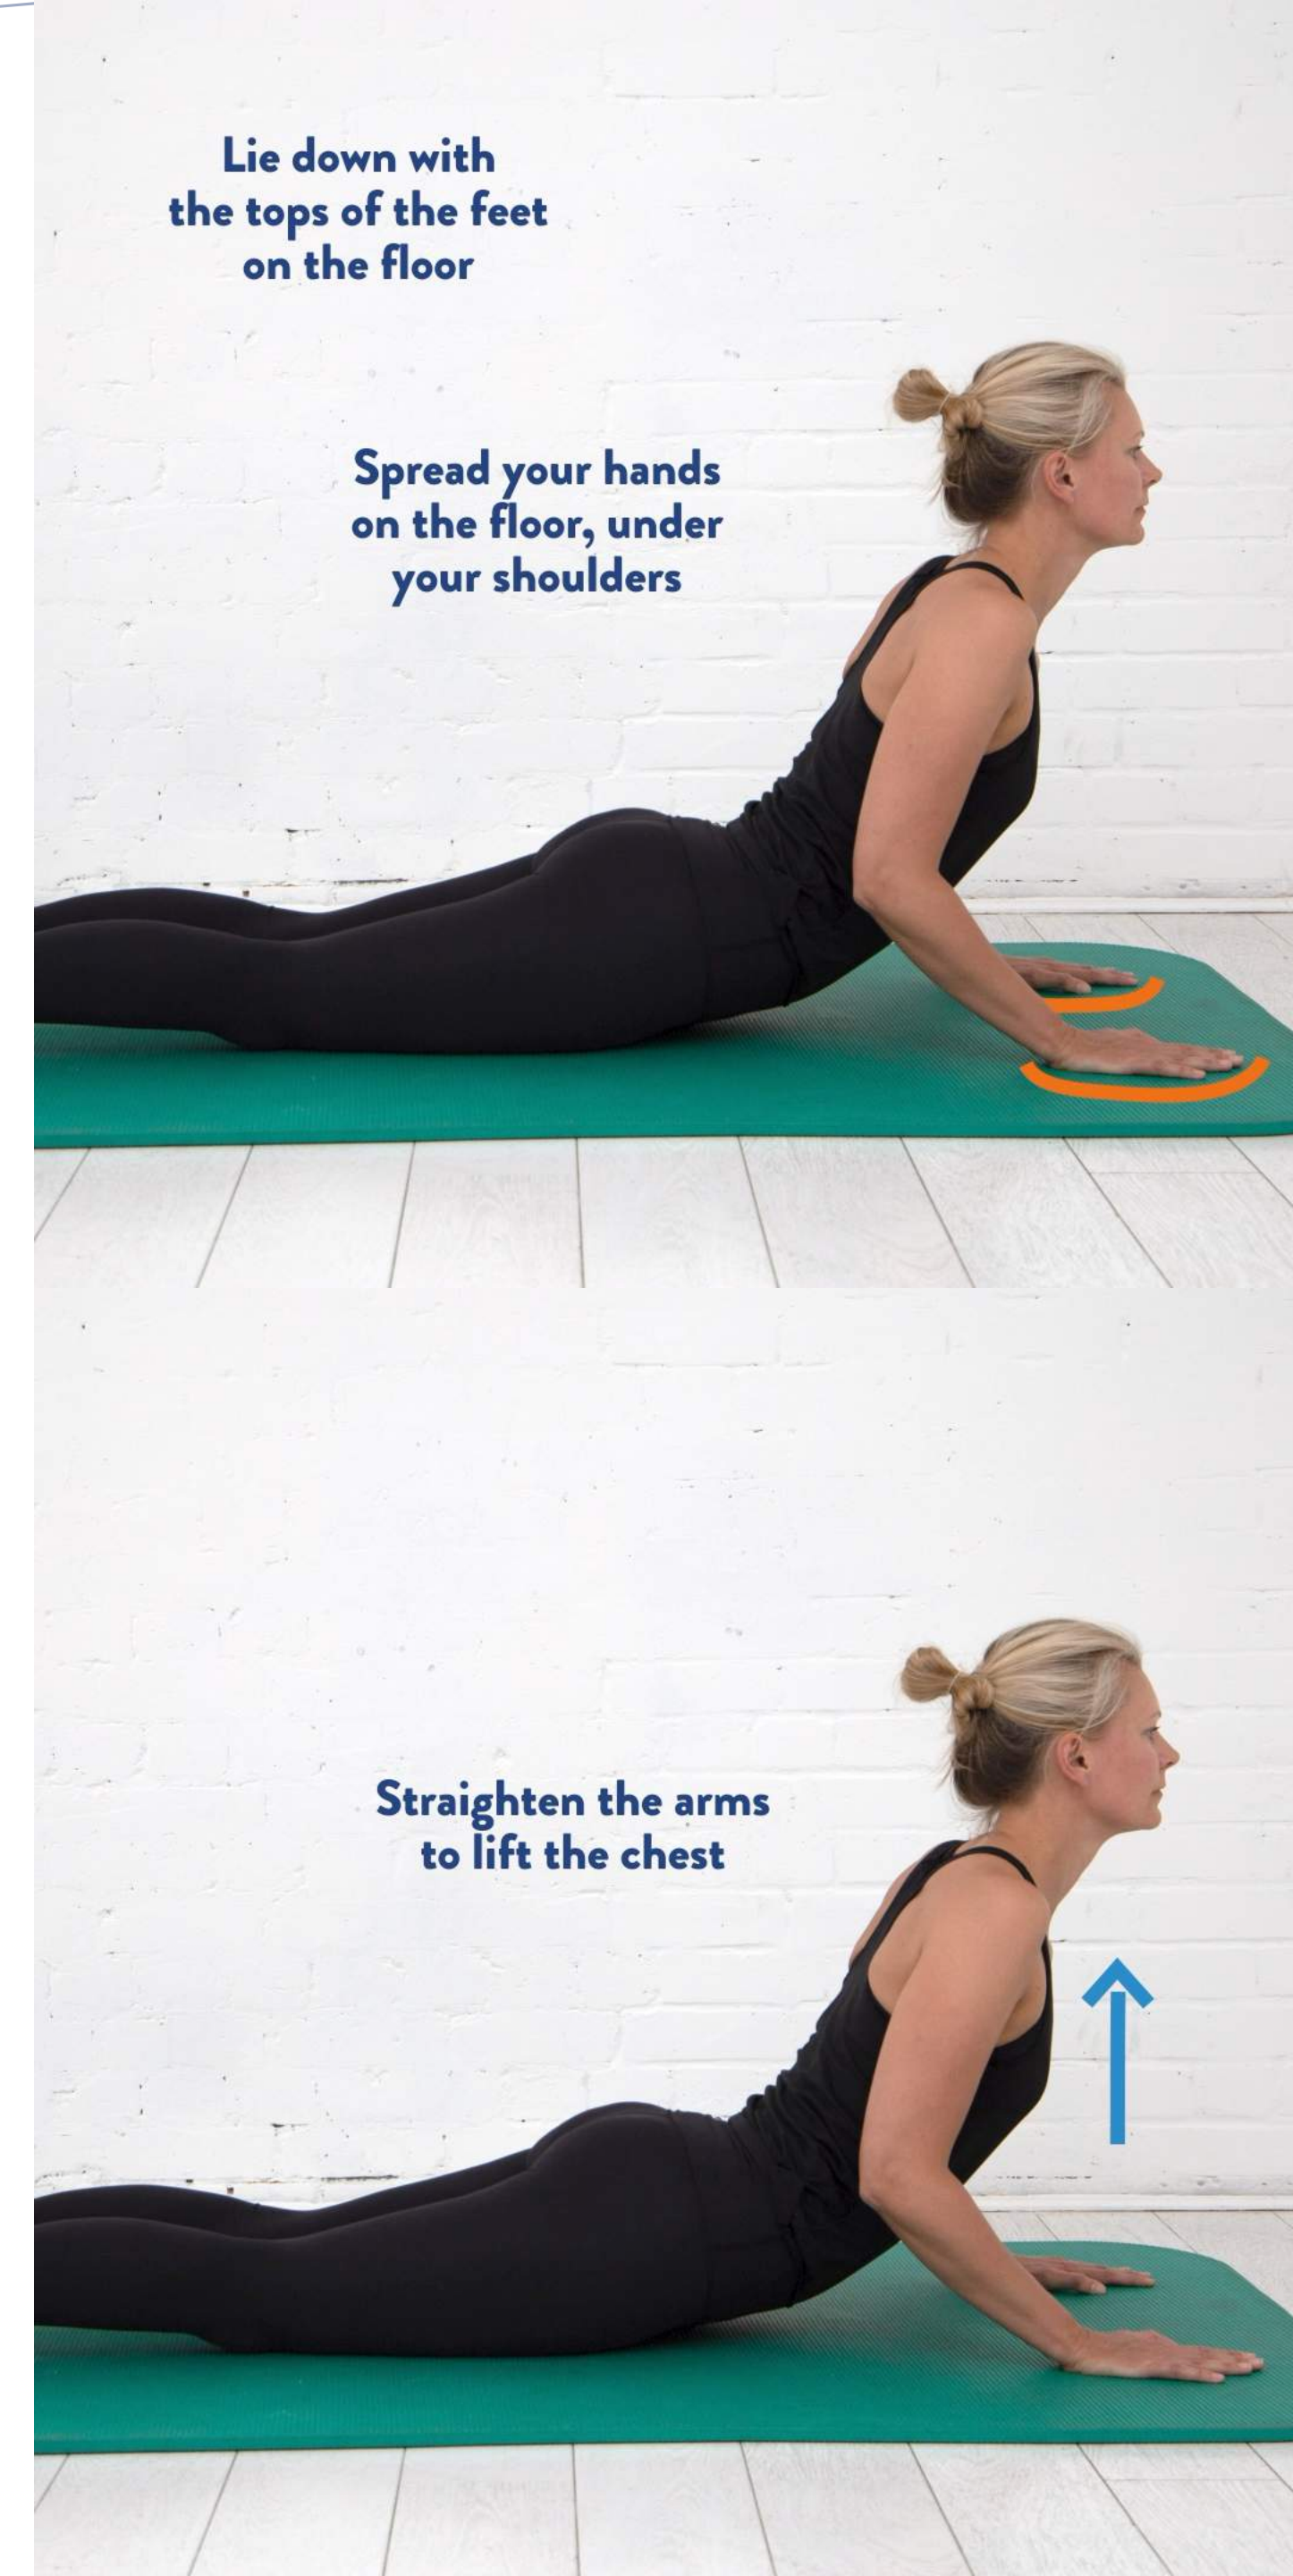 Lie down with
the tops of the feet
on the floor
Spread your hands
on the floor, under
your shoulders
Straighten the arms
to lift the chest